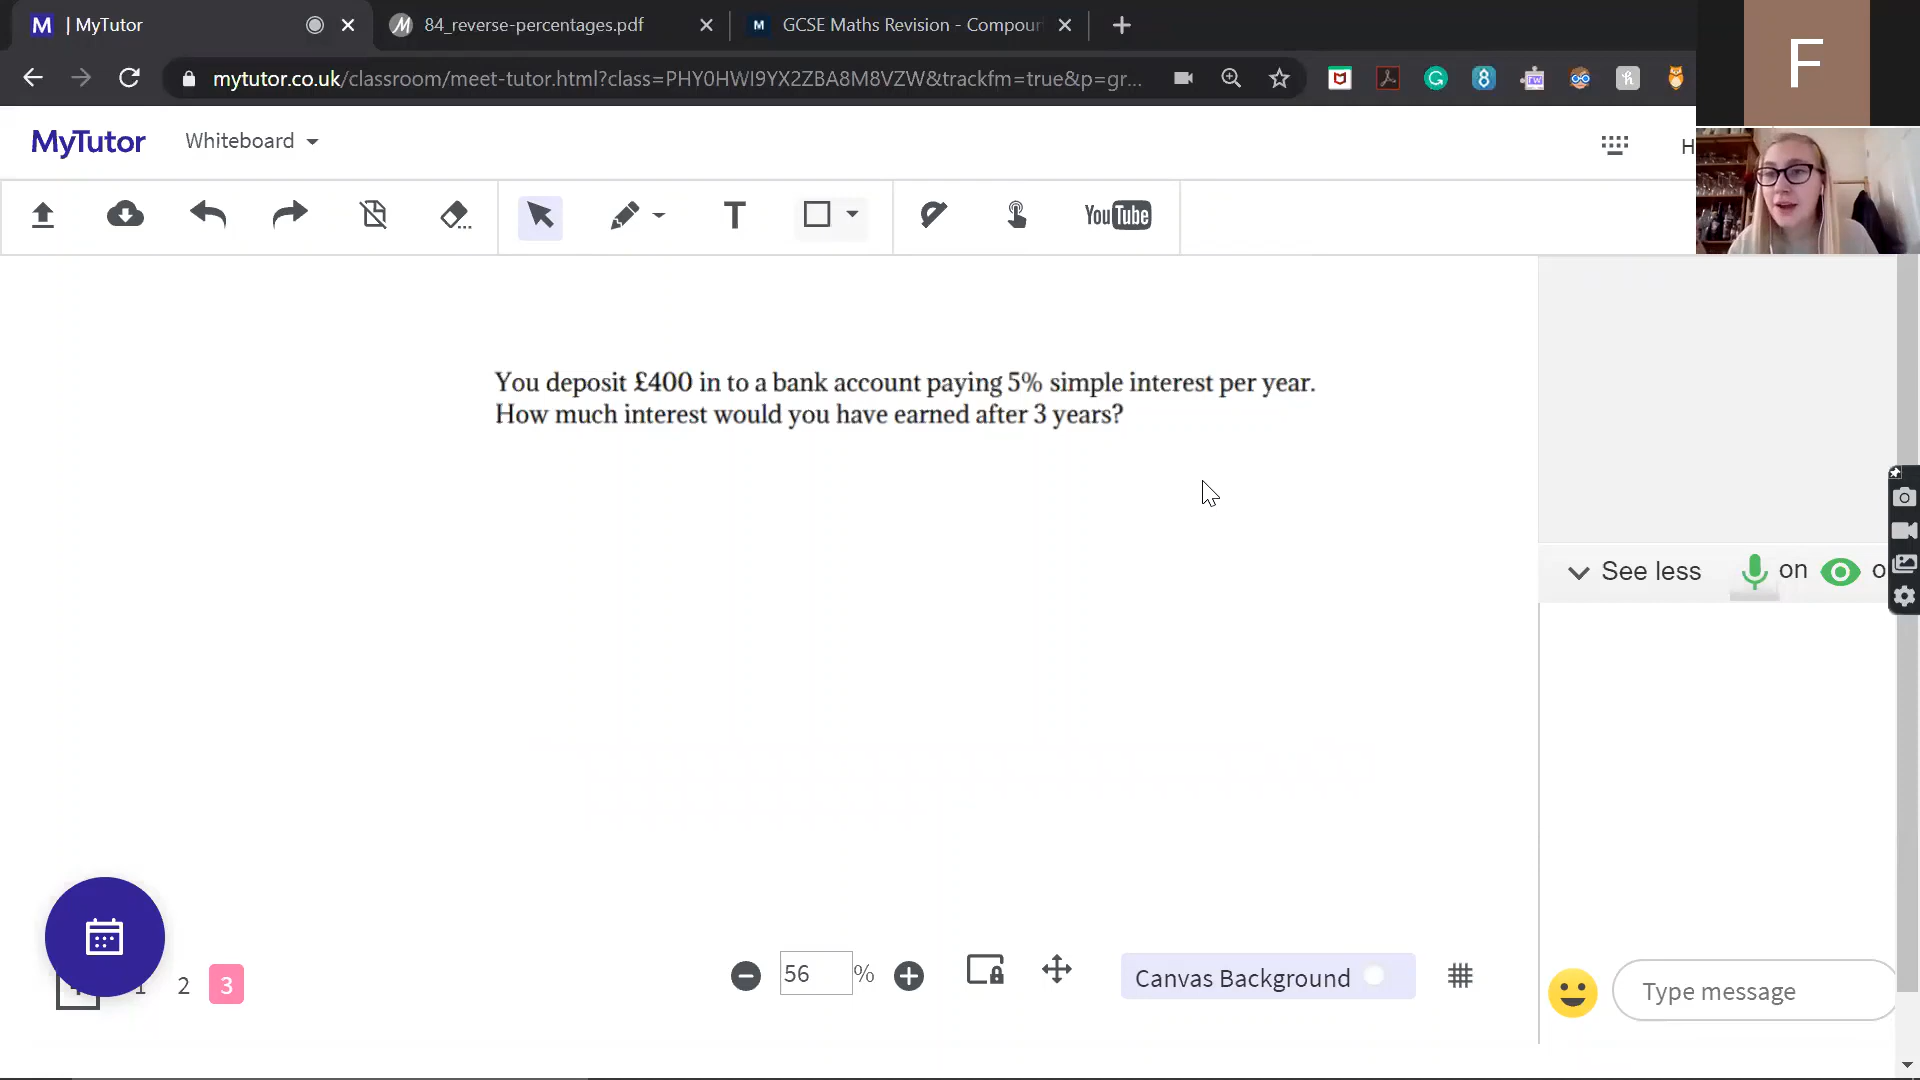 | MyTutor
84_reverse-percentages.pdf
GCSE Maths Revision - Compour
mytutor.co.uk/classroom/meet-tutor.html?class=PHY0HWI9YX2ZBA8M8VZW&trackfm=true&p=gr...
F
MyTutor
Whiteboard
H
T
YouTube
You deposit £400 in to a bank account paying 5% simple interest per year.
How much interest would you have earned after 3 years?
See less
on
o
1
2
3
56
%
Canvas Background
Type message